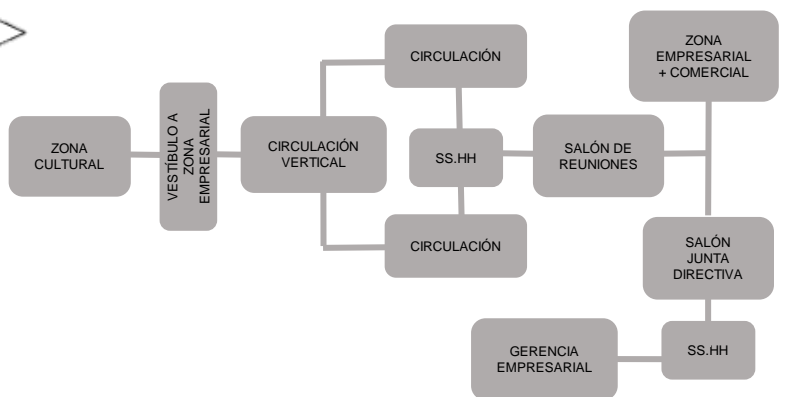 ZONA
CULTURAL
VESTÍBULO A
ZONA
EMPRESARIAL
CIRCULACIÓN
VERTICAL
CIRCULACIÓN
SS.HH
CIRCULACIÓN
SALÓN DE
REUNIONES
ZONA
EMPRESARIAL
+ COMERCIAL
SALÓN
JUNTA
DIRECTIVA
SS.HH
GERENCIA
EMPRESARIAL